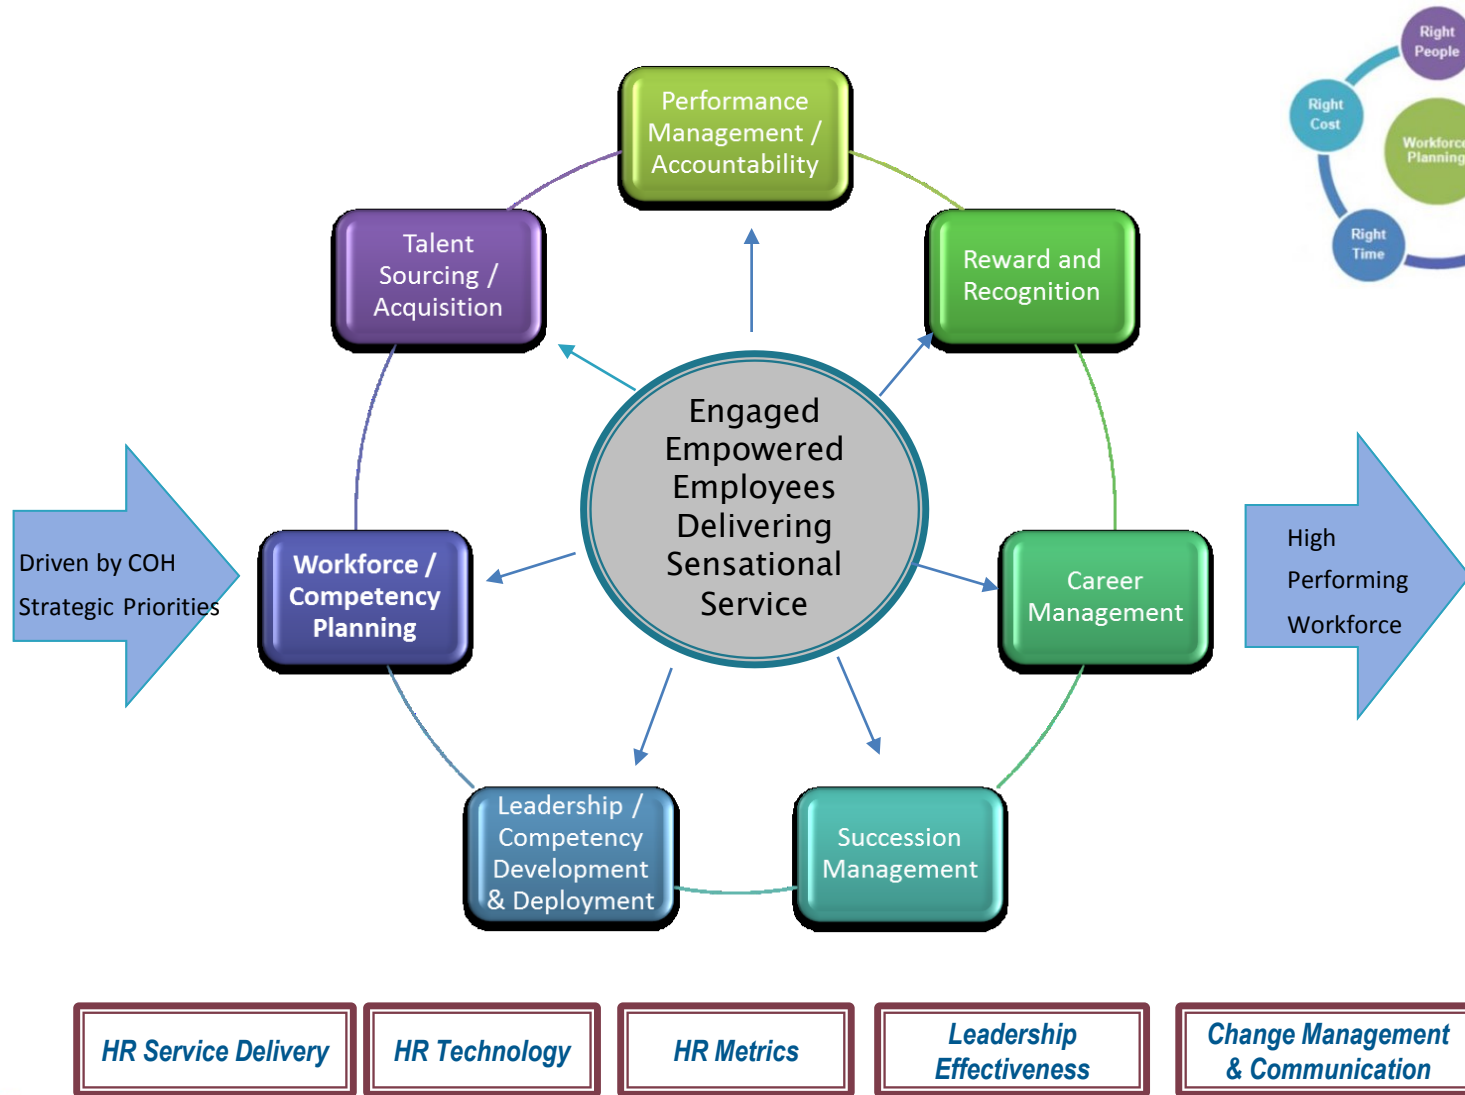 Right
People
Right
Cost
Workforce
Planning
Right
Time
Performance
Management /
Accountability
Talent
Sourcing /
Acquisition
Reward and
Recognition
Engaged
Empowered
Employees
Delivering
Sensational
Service
Driven by COH
Strategic Priorities
Workforce /
Competency
Planning
Career
Management
High
Performing
Workforce
Leadership /
Competency
Development
& Deployment
Succession
Management
HR Service Delivery
HR Technology
HR Metrics
Leadership
Effectiveness
Change Management
& Communication